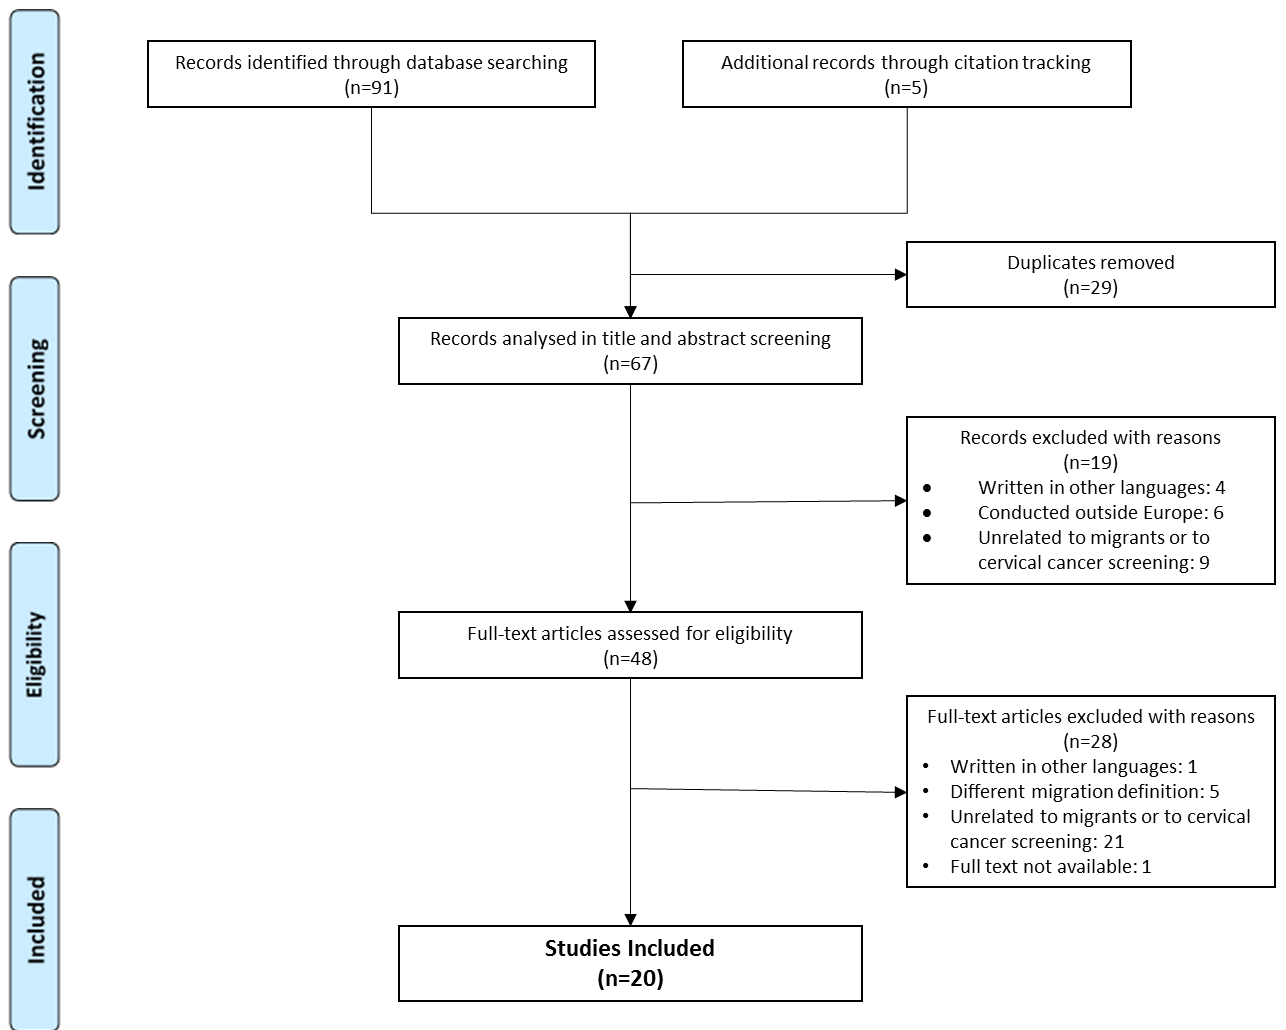 Identification
Records identified through database searching
(n=91)
Additional records through citation tracking
(n=5)
Duplicates removed
(n=29)
Screening
Records analysed in title and abstract screening
(n=67)
Records excluded with reasons
(n=19)
● Written in other languages: 4
● Conducted outside Europe: 6
● Unrelated to migrants or to
cervical cancer screening: 9
Eligibility
Full-text articles assessed for eligibility
(n=48)
Full-text articles excluded with reasons
(n=28)
• Written in other languages: 1
• Different migration definition: 5
• Unrelated to migrants or to cervical
cancer screening: 21
• Full text not available: 1
Included
Studies Included
(n=20)